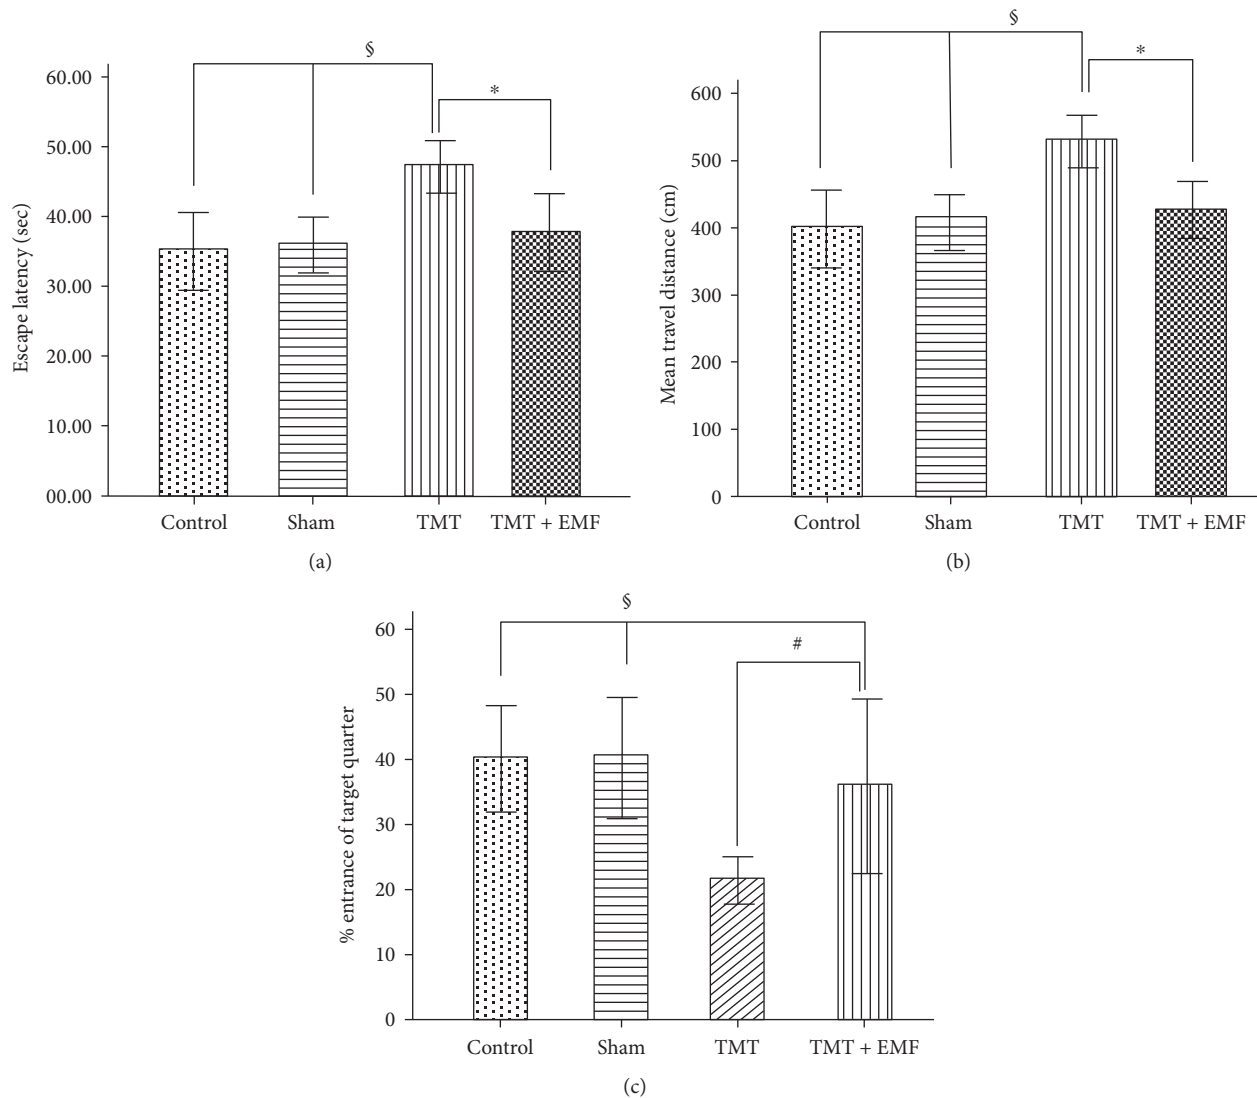 §
*
60.00
50.00
40.00
30.00
20.00
10.00
00.00
Escape latency (sec)
Control
Sham
TMT
TMT + EMF
(a)
§
*
600
500
400
300
200
100
0
Mean travel distance (cm)
Control
Sham
TMT
TMT + EMF
(b)
§
#
60
50
40
30
20
10
0
% entrance of target quarter
Control
Sham
TMT
TMT + EMF
(c)